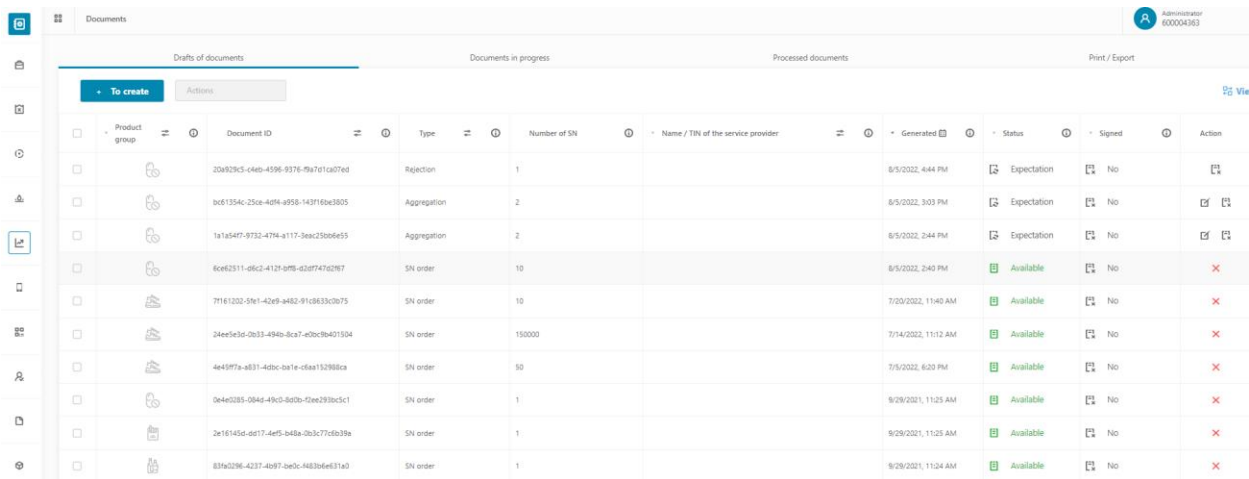 Documents
Administrator
600004363
Drafts of documents Documents in progress Processed documents Print / Export
+ To create Actions Vie
Product group Document ID Type Number of SN Name / TIN of the service provider Generated Status Signed Action
20a929c5-c4eb-4596-9376-f9a7d1ca07ed Rejection 1 8/5/2022, 4:44 PM Expectation No
bc61354c-25ce-4df4-a958-143f16be3805 Aggregation 2 8/5/2022, 3:03 PM Expectation No
1a1a54f7-9732-47f4-a117-3eac25bb6e55 Aggregation 2 8/5/2022, 2:44 PM Expectation No
6ce62511-d6c2-412f-bff8-d2df747d2f67 SN order 10 8/5/2022, 2:40 PM Available No
7f161202-5fe1-42e9-a482-91c8633c0b75 SN order 10 7/20/2022, 11:40 AM Available No
24ee5e3d-0b33-494b-8ca7-e0bc9b401504 SN order 150000 7/14/2022, 11:12 AM Available No
4e45ff7a-a831-4dbc-ba1e-c6aa152988ca SN order 50 7/5/2022, 6:20 PM Available No
0e4e0285-084d-49c0-8d0b-f2ee293bc5c1 SN order 1 9/29/2021, 11:25 AM Available No
2e16145d-dd17-4ef5-b48a-0b3c77c6b39a SN order 1 9/29/2021, 11:25 AM Available No
83fa0296-4237-4b97-be0c-f483b6e631a0 SN order 1 9/29/2021, 11:24 AM Available No